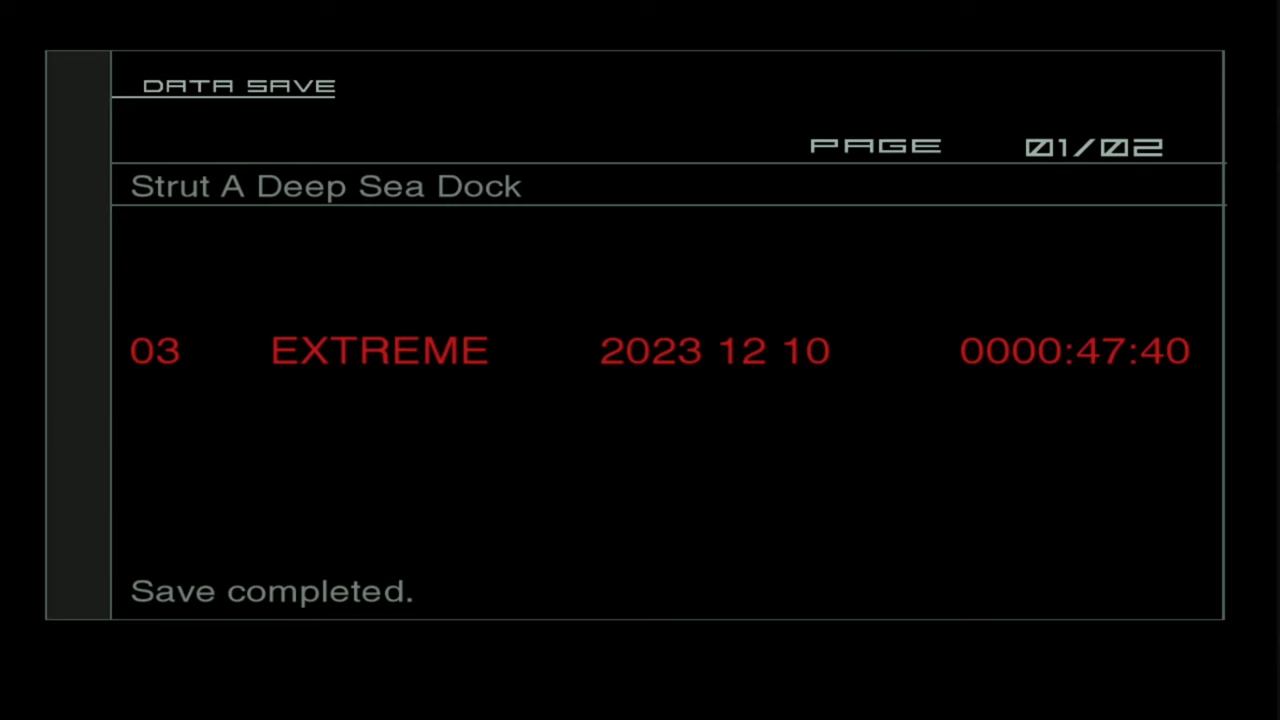 DATA SAVE
PAGE 01/02
Strut A Deep Sea Dock
03 EXTREME 2023 12 10 0000:47:40
Save completed.